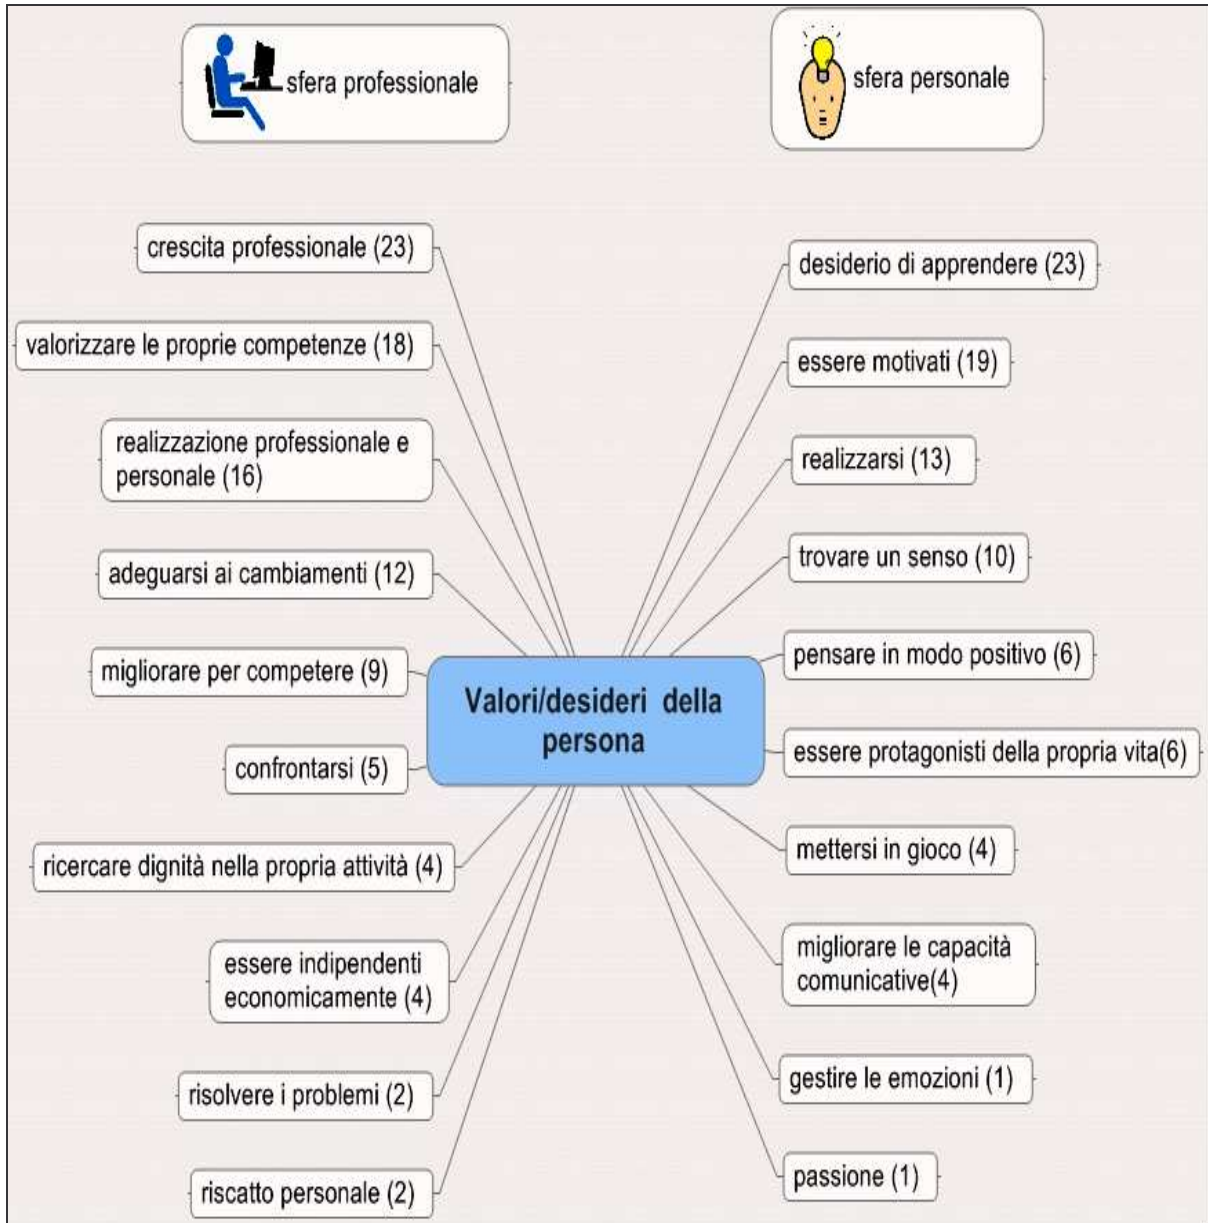 sfera professionale
crescita professionale (23)
valorizzare le proprie competenze (18)
realizzazione professionale e
personale (16)
adeguarsi ai cambiamenti (12)
migliorare per competere (9)
confrontarsi (5)
ricercare dignità nella propria attività (4)
essere indipendenti
economicamente (4)
risolvere i problemi (2)
riscatto personale (2)
Valori/desideri della
persona
sfera personale
desiderio di apprendere (23)
essere motivati (19)
realizzarsi (13)
trovare un senso (10)
pensare in modo positivo (6)
essere protagonisti della propria vita(6)
mettersi in gioco (4)
migliorare le capacità
comunicative(4)
gestire le emozioni (1)
passione (1)